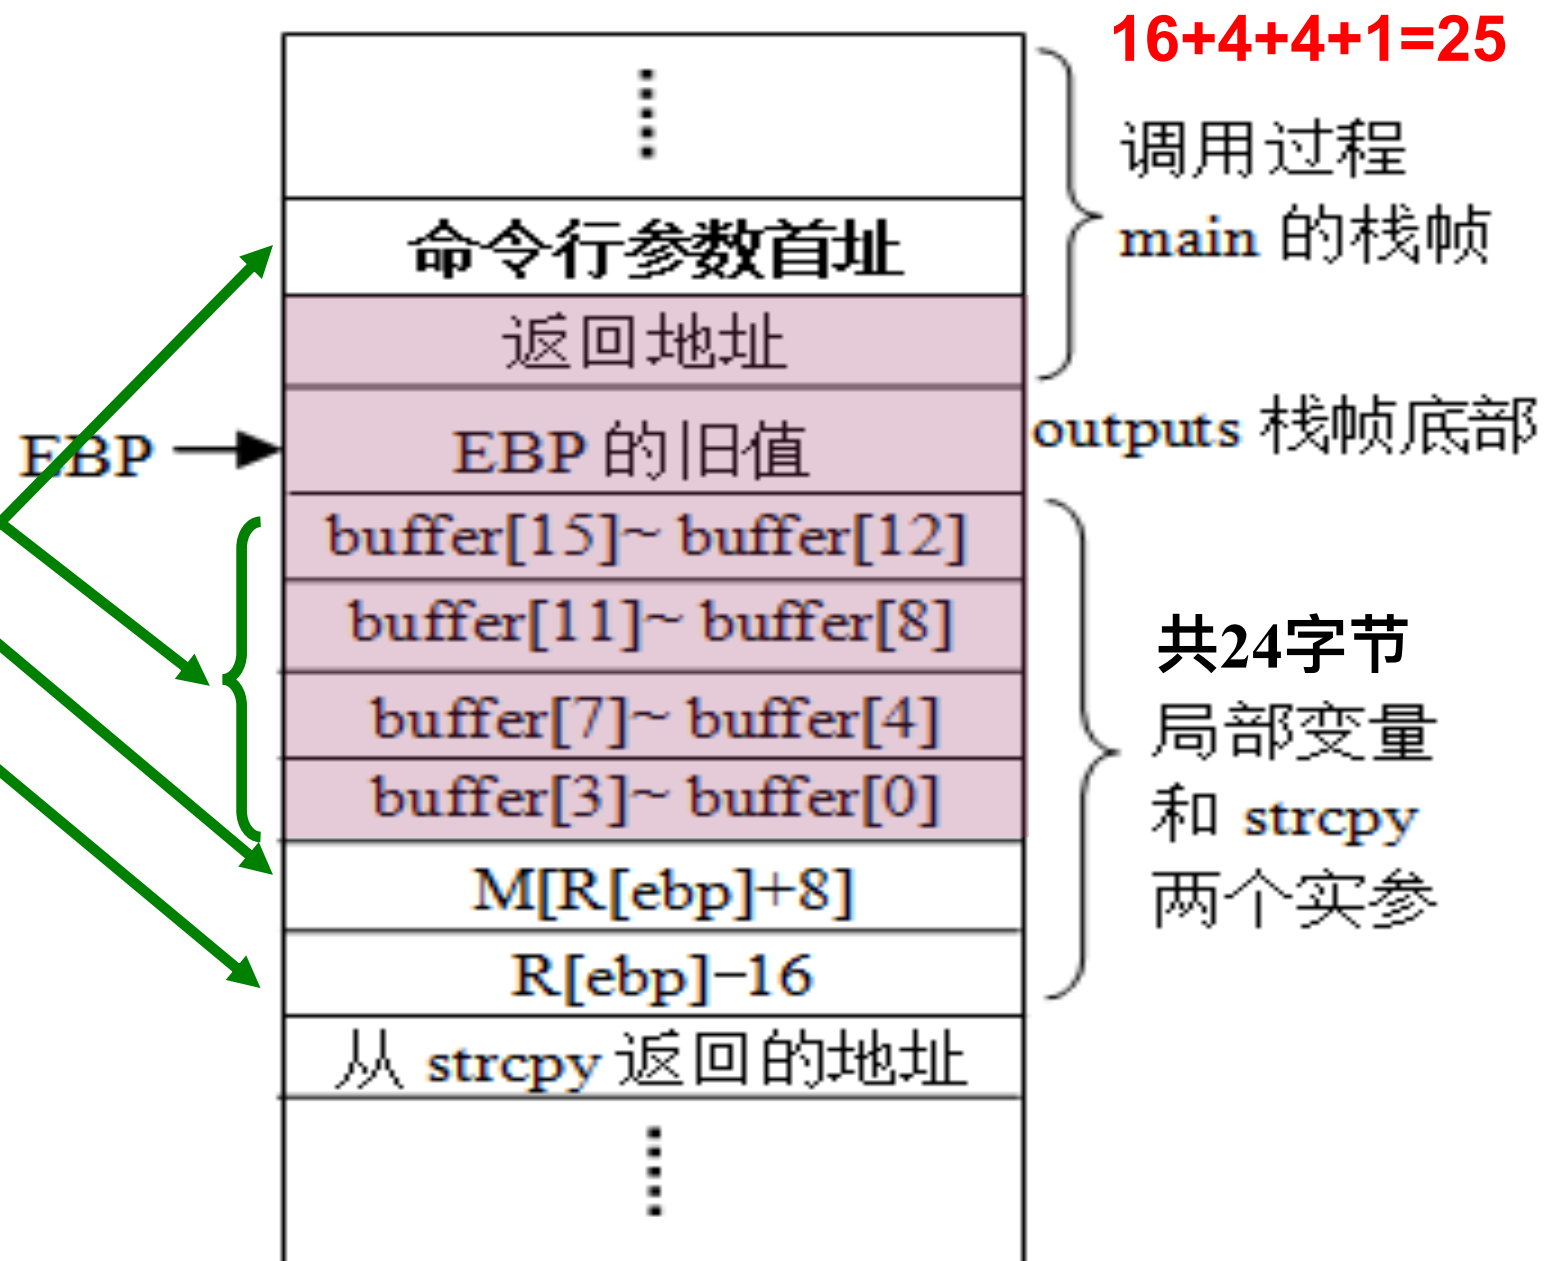 16+4+4+1=25
调用过程
main 的栈帧
命令行参数首址
返回地址
EBP
EBP 的旧值
outputs 栈帧底部
buffer[15]~ buffer[12]
buffer[11]~ buffer[8]
buffer[7]~ buffer[4]
buffer[3]~ buffer[0]
共24字节
局部变量
和 strcpy
两个实参
M[R[ebp]+8]
R[ebp]−16
从 strcpy 返回的地址